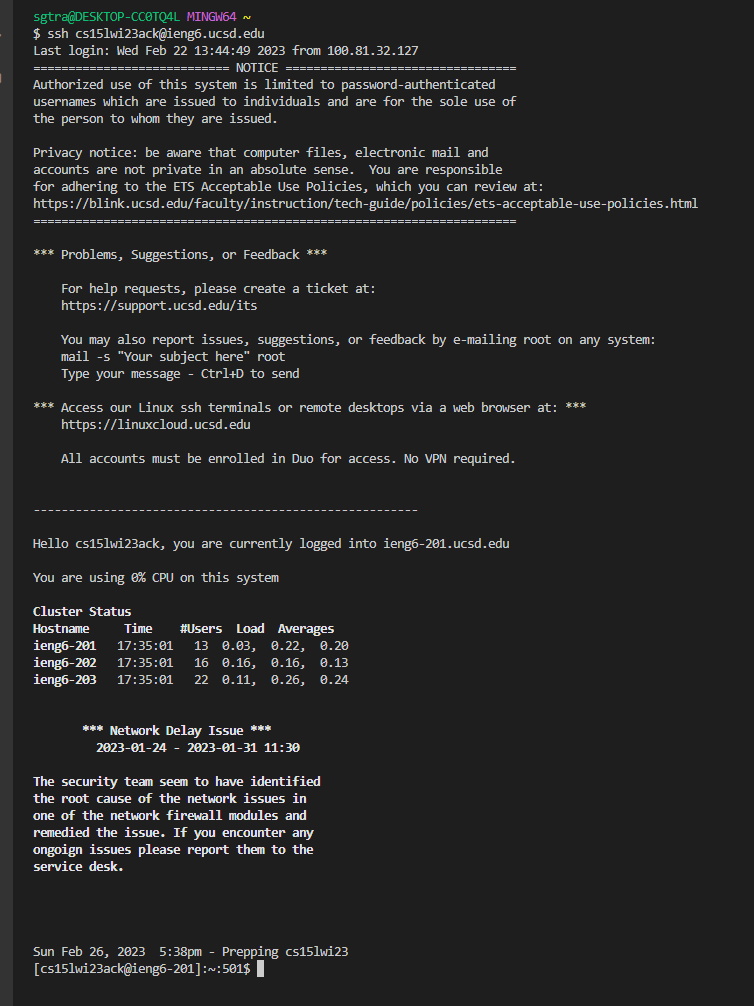 sgtra@DESKTOP-CC0TQ4L MINGW64 ~
$ ssh cs15lwi23ack@ieng6.ucsd.edu
Last login: Wed Feb 22 13:44:49 2023 from 100.81.32.127
============================ NOTICE =================================
Authorized use of this system is limited to password-authenticated
usernames which are issued to individuals and are for the sole use of
the person to whom they are issued.

Privacy notice: be aware that computer files, electronic mail and
accounts are not private in an absolute sense.  You are responsible
for adhering to the ETS Acceptable Use Policies, which you can review at:
https://blink.ucsd.edu/faculty/instruction/tech-guide/policies/ets-acceptable-use-policies.html
=====================================================================

*** Problems, Suggestions, or Feedback ***

    For help requests, please create a ticket at:
    https://support.ucsd.edu/its

    You may also report issues, suggestions, or feedback by e-mailing root on any system:
    mail -s "Your subject here" root
    Type your message - Ctrl+D to send

*** Access our Linux ssh terminals or remote desktops via a web browser at: ***
    https://linuxcloud.ucsd.edu

    All accounts must be enrolled in Duo for access. No VPN required.


-------------------------------------------------------

Hello cs15lwi23ack, you are currently logged into ieng6-201.ucsd.edu

You are using 0% CPU on this system

Cluster Status
Hostname     Time    #Users  Load  Averages
ieng6-201   17:35:01   13  0.03,  0.22,  0.20
ieng6-202   17:35:01   16  0.16,  0.16,  0.13
ieng6-203   17:35:01   22  0.11,  0.26,  0.24


       *** Network Delay Issue ***
         2023-01-24 - 2023-01-31 11:30

The security team seem to have identified
the root cause of the network issues in
one of the network firewall modules and
remedied the issue. If you encounter any
ongoign issues please report them to the
service desk.


Sun Feb 26, 2023  5:38pm - Prepping cs15lwi23
[cs15lwi23ack@ieng6-201]:~:501$